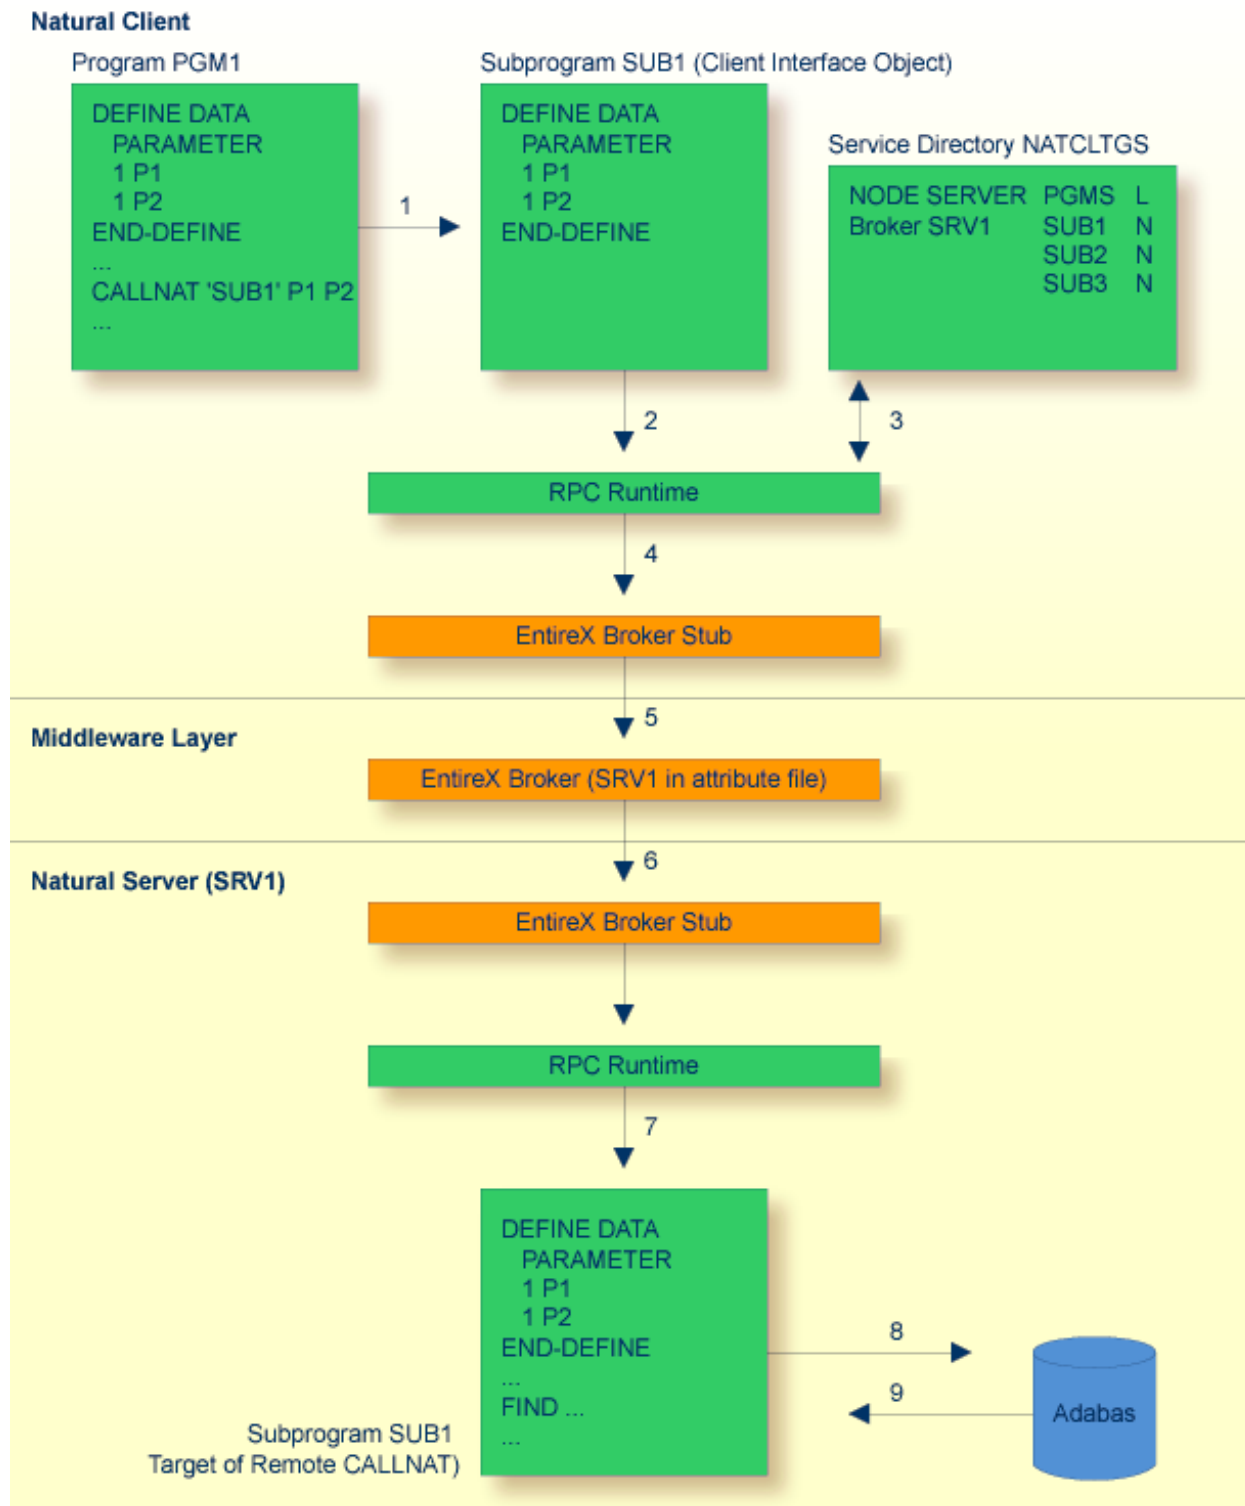 Natural Client
Program PGM1
DEFINE DATA
PARAMETER
1 P1
1 P2
END-DEFINE
...
CALLNAT 'SUB1' P1 P2
...
1
Subprogram SUB1 (Client Interface Object)
DEFINE DATA
PARAMETER
1 P1
1 P2
END-DEFINE
Service Directory NATCLTGS
NODE SERVER PGMS L
Broker SRV1 SUB1 N
SUB2 N
SUB3 N
2
3
RPC Runtime
4
EntireX Broker Stub
5
Middleware Layer
EntireX Broker (SRV1 in attribute file)
6
Natural Server (SRV1)
EntireX Broker Stub
RPC Runtime
7
DEFINE DATA
PARAMETER
1 P1
1 P2
END-DEFINE
...
FIND ...
...
8
9
Adabas
Subprogram SUB1
Target of Remote CALLNAT)